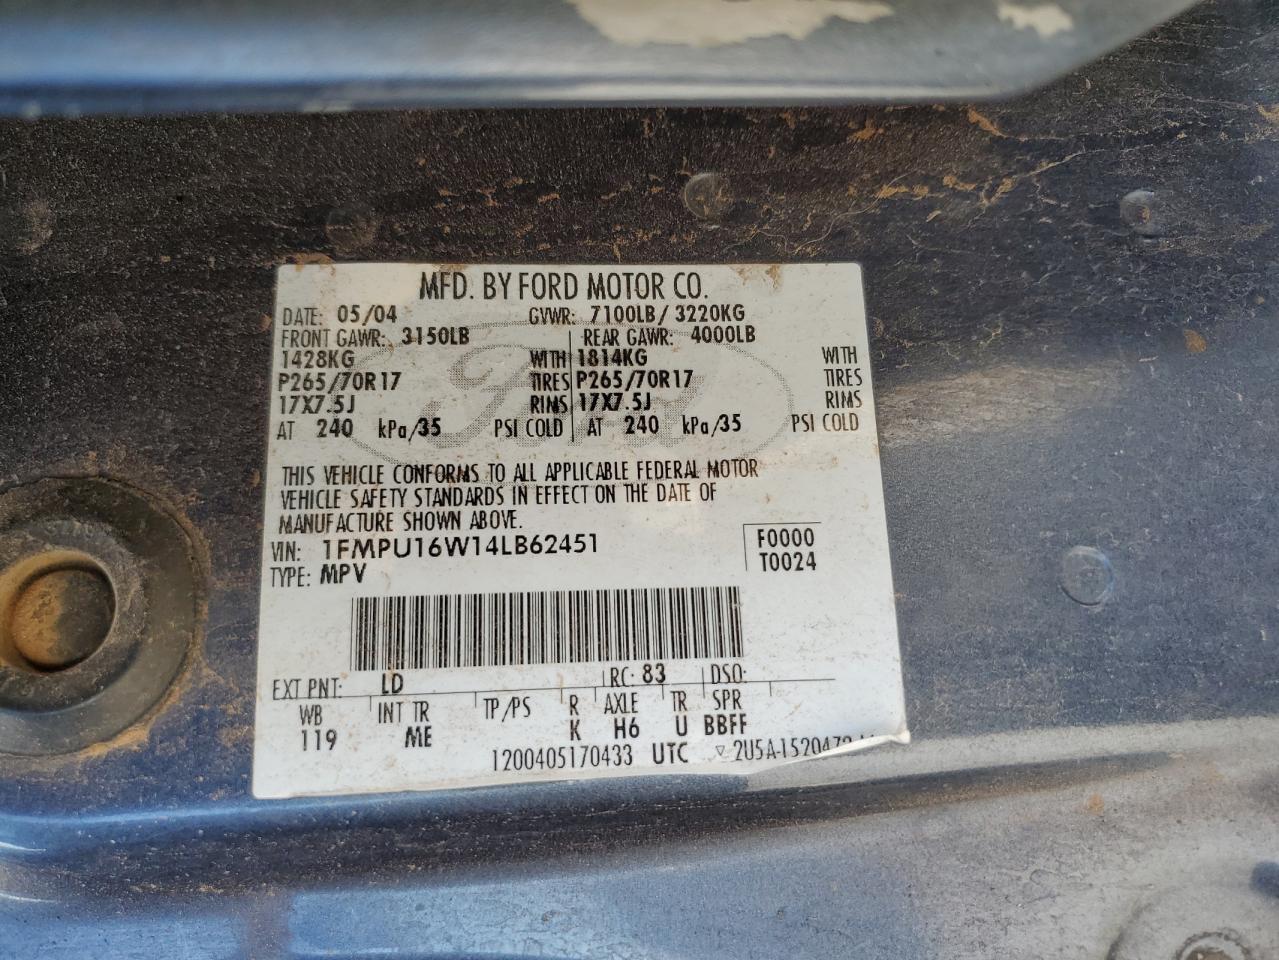 MFD. BY FORD MOTOR CO.
DATE: 05/04 GVWR: 7100LB/ 3220KG
FRONT GAWR: 3150LB REAR GAWR: 4000LB
1428KG WITH 1814KG WITH
P265/70R17 TIRES P265/70R17 TIRES
17X7.5J RIMS 17X7.5J RIMS
AT 240 kPa/35 PSI COLD AT 240 kPa/35 PSI COLD
Ford
THIS VEHICLE CONFORMS TO ALL APPLICABLE FEDERAL MOTOR
VEHICLE SAFETY STANDARDS IN EFFECT ON THE DATE OF
MANUFACTURE SHOWN ABOVE.
VIN: 1FMPU16W14LB62451 F0000
TYPE: MPV T0024
EXT PNT: LD RC: 83 DSO:
WB INT TR TP/PS R AXLE TR SPR
119 ME K H6 U BBFF
1200405170433 UTC ▽